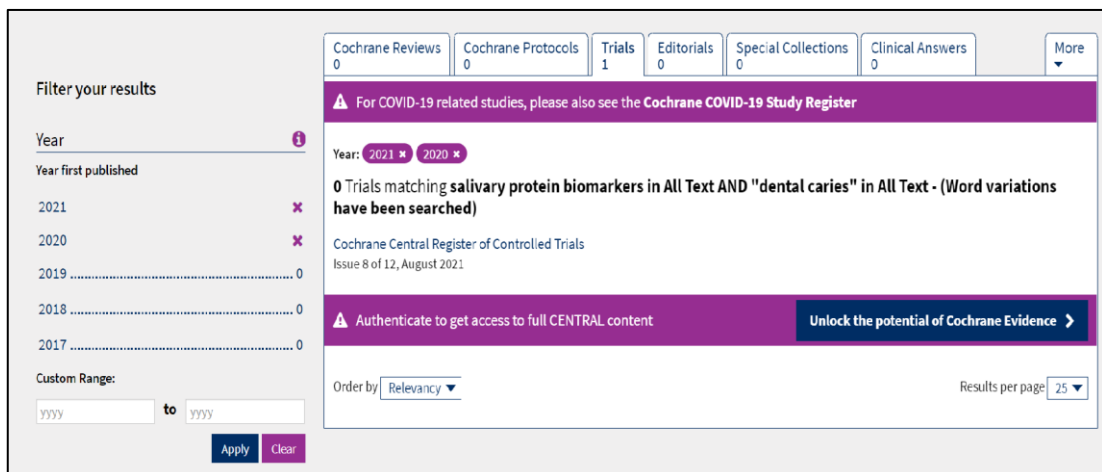 Filter your results
Year
Year first published
2021
2020
2019 ........................................................ 0
2018 ........................................................ 0
2017 ........................................................ 0
Custom Range:
yyyy to yyyy
Apply Clear
Cochrane Reviews Cochrane Protocols Trials Editorials Special Collections Clinical Answers More
0 0 1 0 0 0
For COVID-19 related studies, please also see the Cochrane COVID-19 Study Register
Year: 2021 × 2020 ×
0 Trials matching salivary protein biomarkers in All Text AND "dental caries" in All Text - (Word variations
have been searched)
Cochrane Central Register of Controlled Trials
Issue 8 of 12, August 2021
Authenticate to get access to full CENTRAL content Unlock the potential of Cochrane Evidence
Order by Relevancy Results per page 25